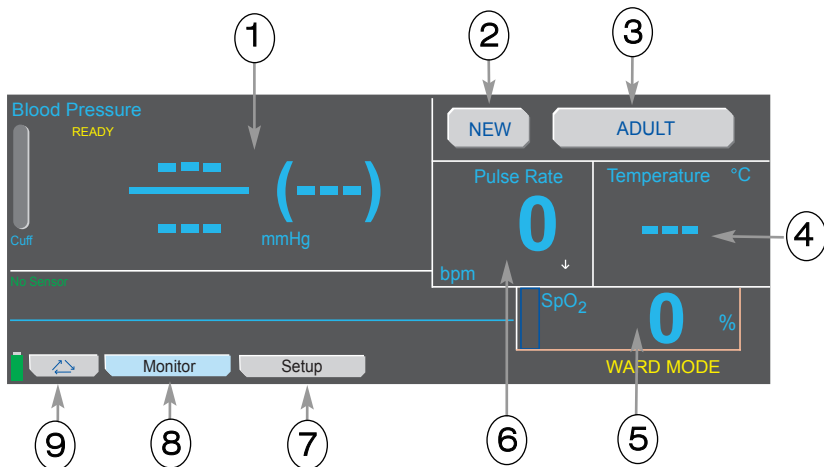 1
2
3
Blood Pressure
READY
NEW
ADULT
--- / --- (---)
mmHg
Cuff
Pulse Rate
0
bpm
Temperature °C
---
4
No Sensor
SpO2
0
%
WARD MODE
Monitor
Setup
9
8
7
6
5